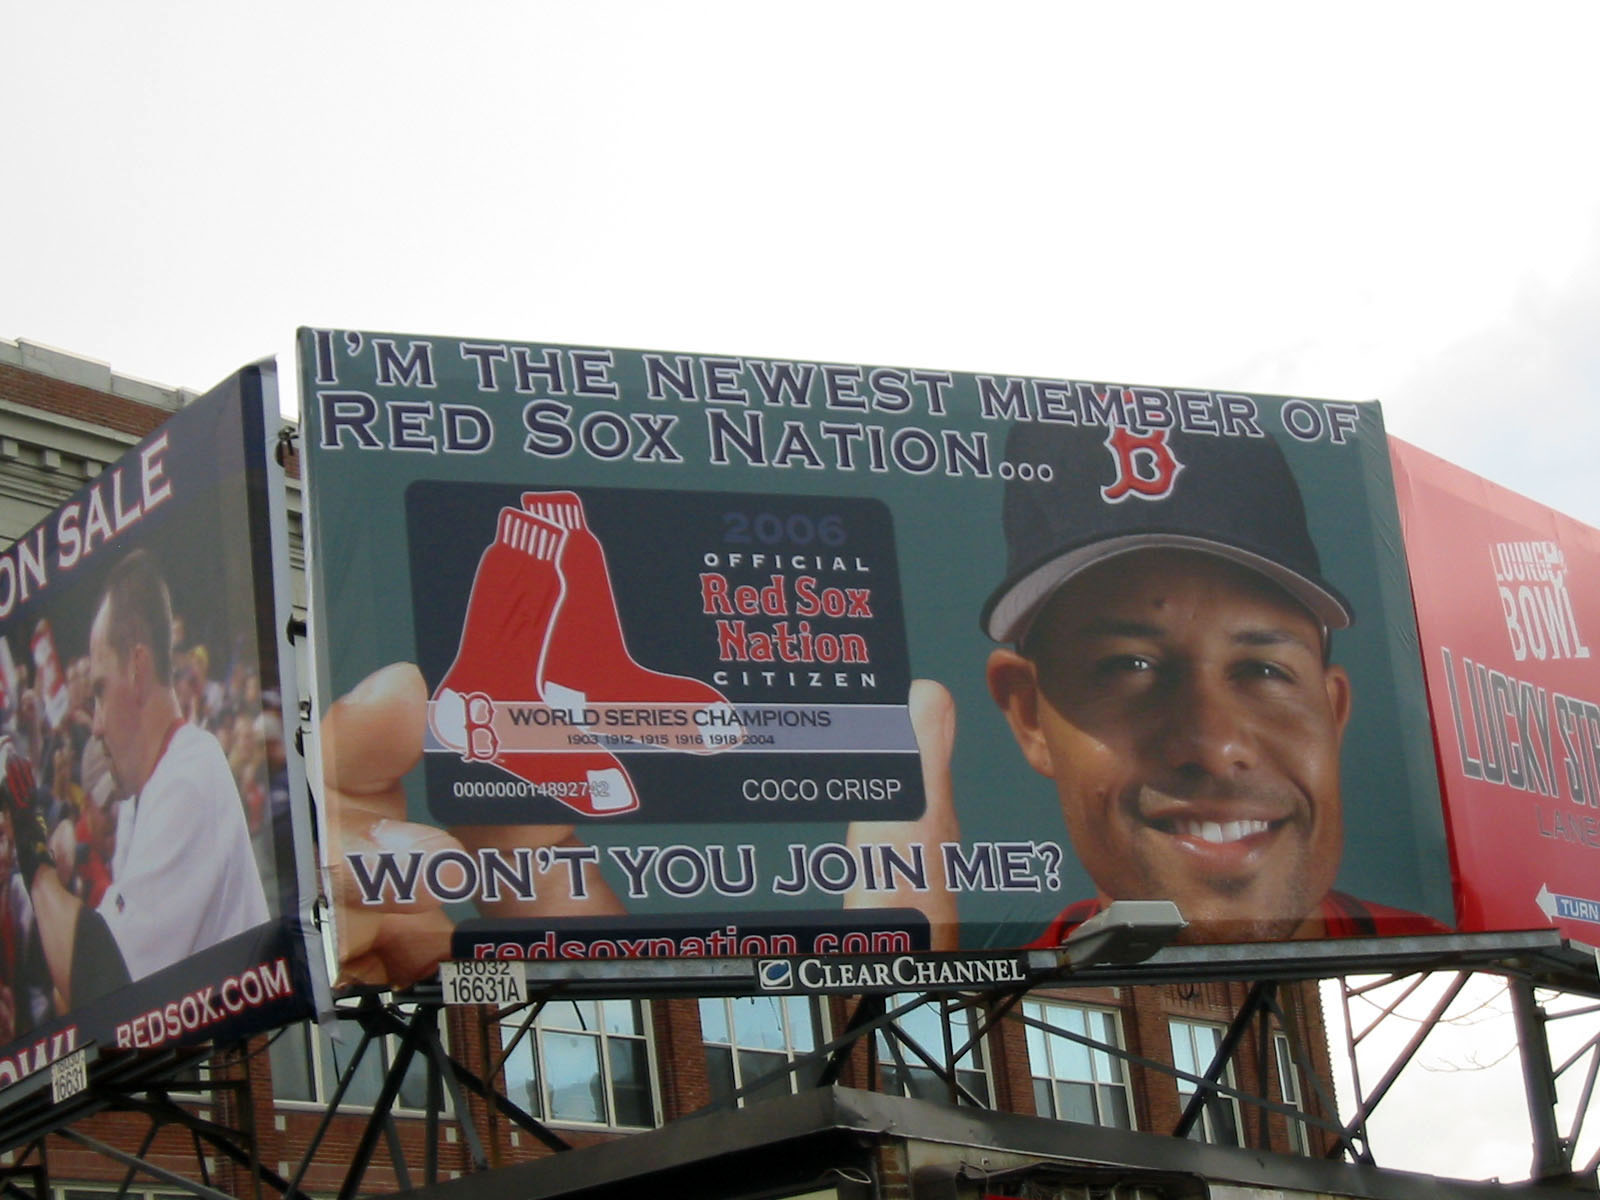 I'M THE NEWEST MEMBER OF
RED SOX NATION...
2006
OFFICIAL
Red Sox
Nation
CITIZEN
B
B
WORLD SERIES CHAMPIONS
1903 1912 1915 1916 1918 2004
000000014892742
COCO CRISP
WON'T YOU JOIN ME?
redsoxnation.com
18032
16631A
CLEARCHANNEL
ON SALE
REDSOX.COM
16631
LOUNGE
BOWL
LUCKY STR
LANE
TURN